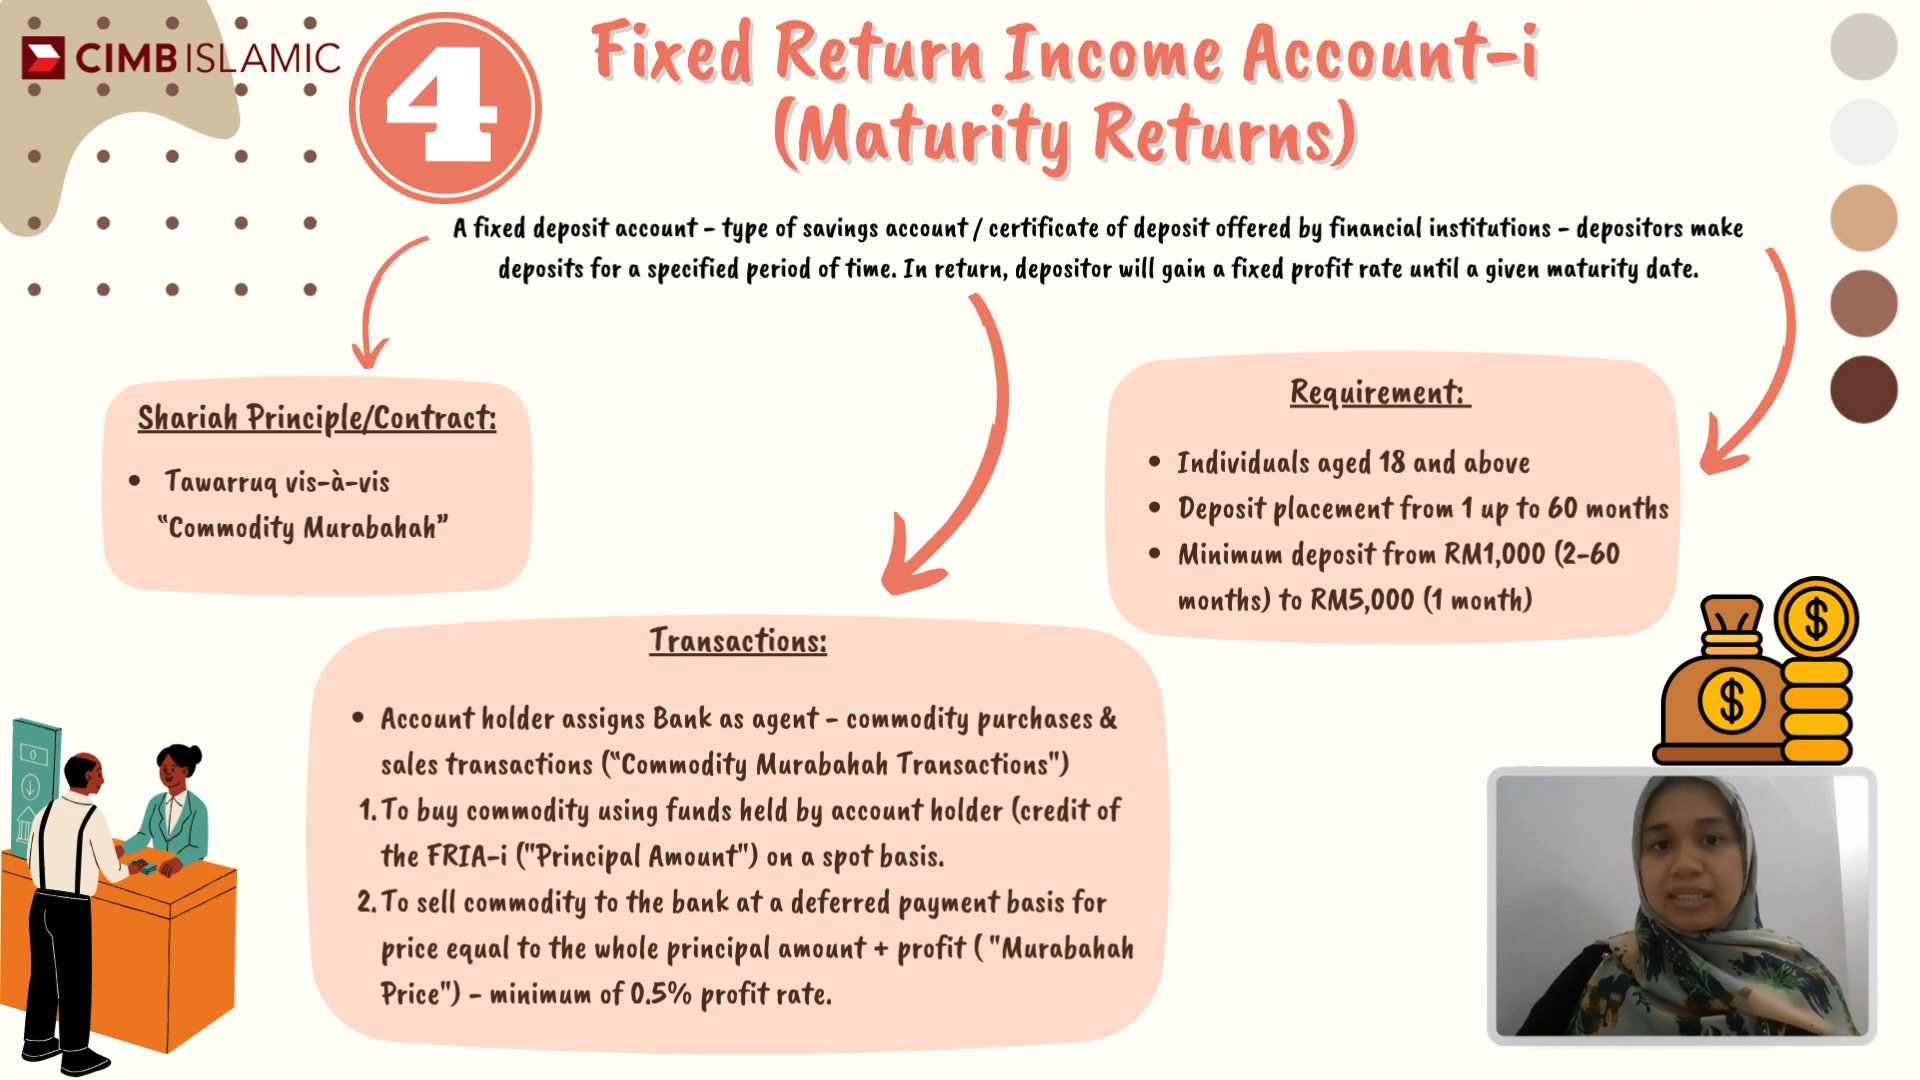 CIMB ISLAMIC
4
Fixed Return Income Account-i
(Maturity Returns)
A fixed deposit account - type of savings account / certificate of deposit offered by financial institutions - depositors make
deposits for a specified period of time. In return, depositor will gain a fixed profit rate until a given maturity date.
Shariah Principle/Contract:
• Tawarruq vis-à-vis
“Commodity Murabahah”
Requirement:
• Individuals aged 18 and above
• Deposit placement from 1 up to 60 months
• Minimum deposit from RM1,000 (2-60
months) to RM5,000 (1 month)
Transactions:
• Account holder assigns Bank as agent - commodity purchases &
sales transactions (“Commodity Murabahah Transactions")
1. To buy commodity using funds held by account holder (credit of
the FRIA-i ("Principal Amount") on a spot basis.
2. To sell commodity to the bank at a deferred payment basis for
price equal to the whole principal amount + profit ( "Murabahah
Price") - minimum of 0.5% profit rate.
$
$